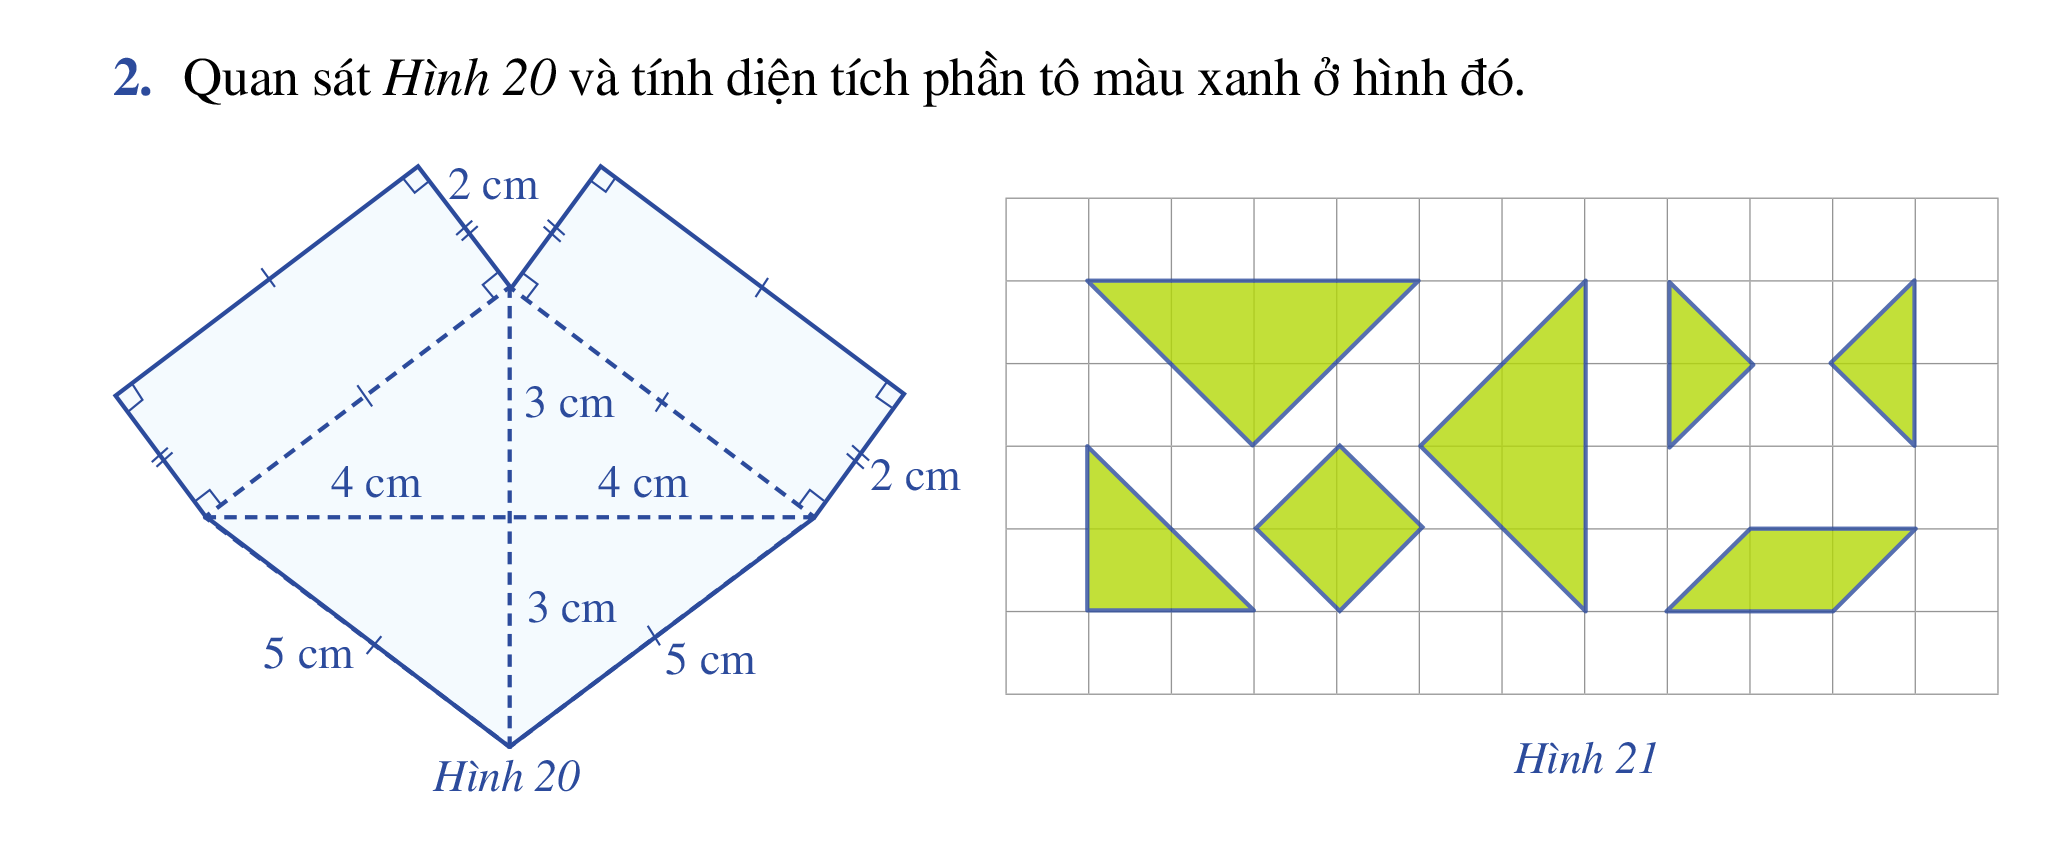 2. Quan sát Hình 20 và tính diện tích phần tô màu xanh ở hình đó.
2 cm
3 cm
4 cm
4 cm
2 cm
3 cm
5 cm
5 cm
Hình 20
Hình 21